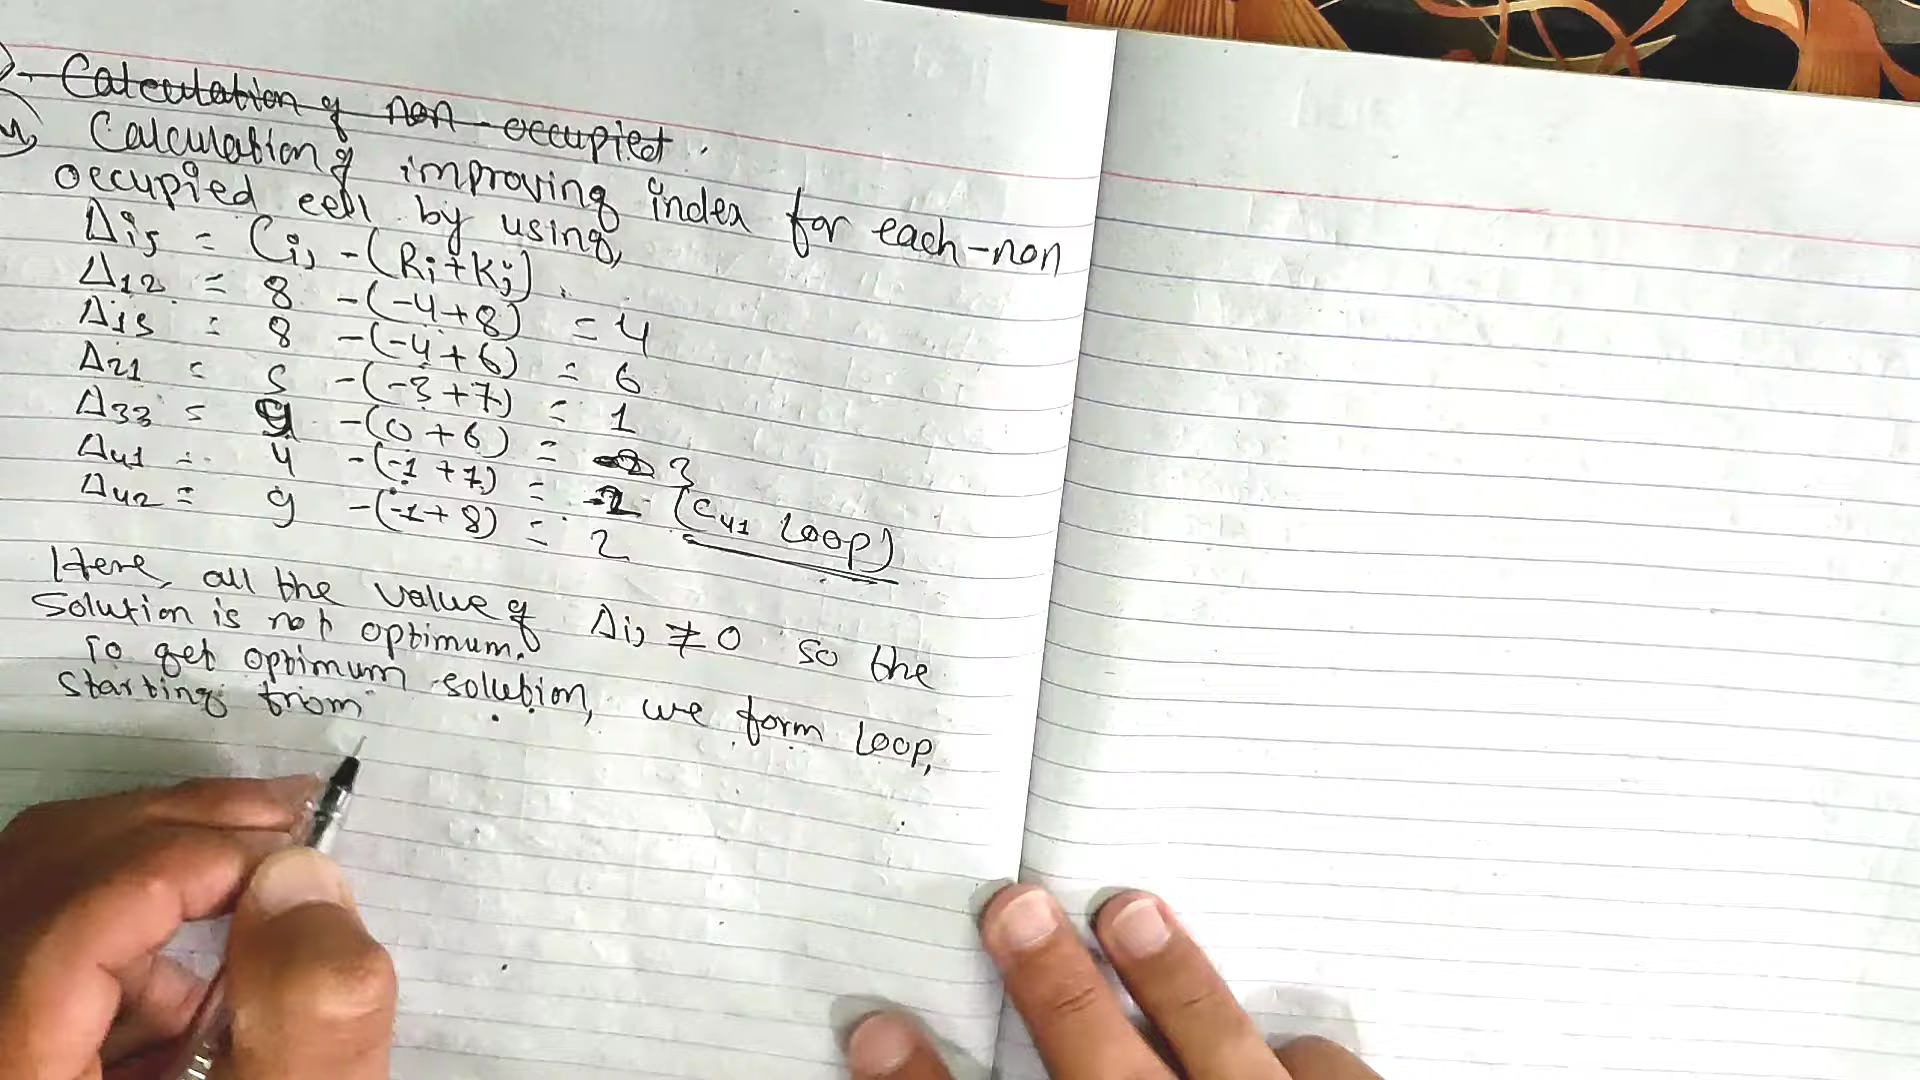 Calculation of non-occupied.
Calculation of improving index for each-non
occupied cell by using,
Δij = Cij -(Ri+Kj).
Δ12 = 8 -(-4+8) = 4
Δ13 = 8 -(-4+6) = 6
Δ21 = 5 -(-3+7) = 1
Δ33 = 9 -(0+6) = 3
Δ41 = 4 -(-1+7) = -2 (C41 Loop)
Δ42 = 9 -(-1+8) = 2
Here, all the value of Δij ≠ 0 so the
solution is not optimum.
To get optimum solution, we form Loop,
starting from